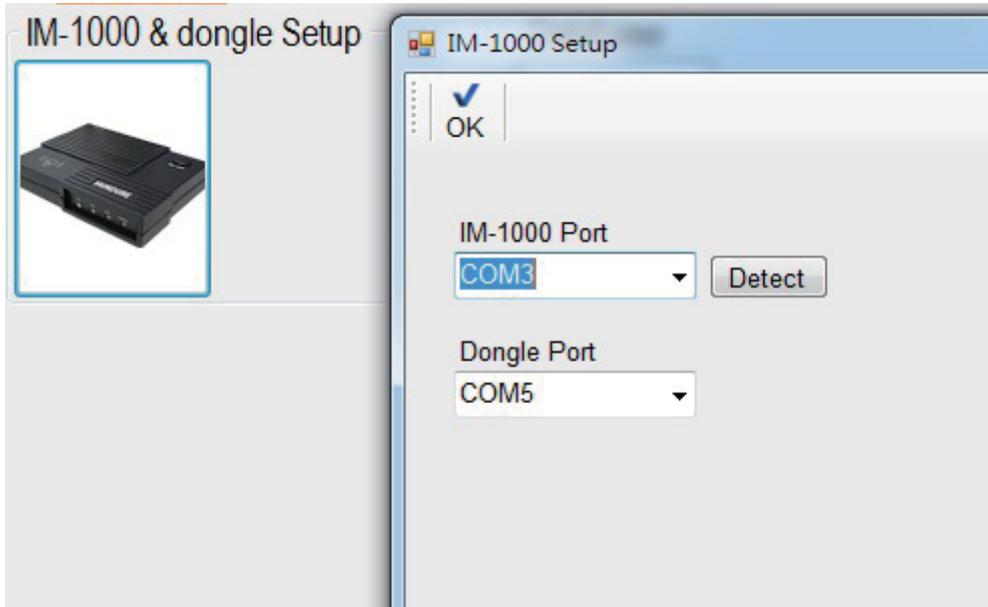 IM-1000 & dongle Setup
IM-1000 Setup
OK
IM-1000 Port
COM3
Detect
Dongle Port
COM5